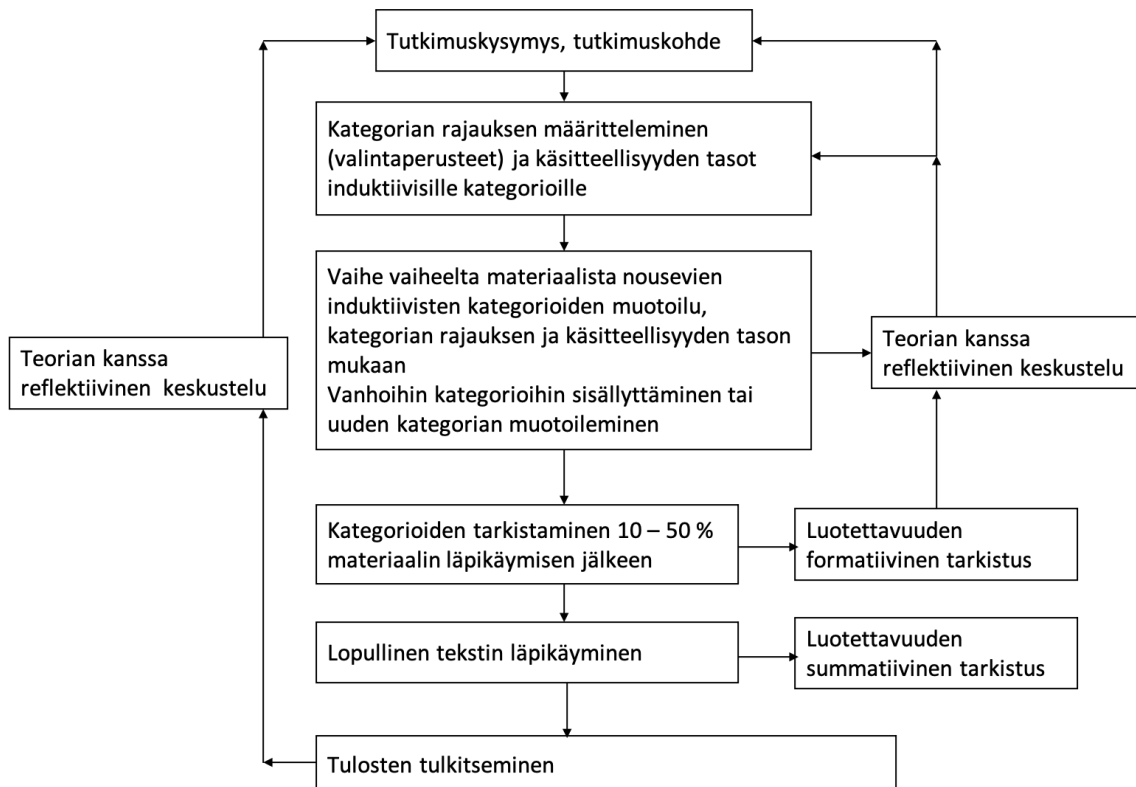 Tutkimuskysymys, tutkimuskohde
Kategorian rajauksen määritteleminen
(valintaperusteet) ja käsitteellisyyden tasot
induktiivisille kategorioille
Vaihe vaiheelta materiaalista nousevien
induktiivisten kategorioiden muotoilu,
kategorian rajauksen ja käsitteellisyyden tason
mukaan
Vanhoihin kategorioihin sisällyttäminen tai
uuden kategorian muotoileminen
Teorian kanssa
reflektiivinen keskustelu
Teorian kanssa
reflektiivinen keskustelu
Kategorioiden tarkistaminen 10 – 50 %
materiaalin läpikäymisen jälkeen
Luotettavuuden
formatiivinen tarkistus
Lopullinen tekstin läpikäyminen
Luotettavuuden
summatiivinen tarkistus
Tulosten tulkitseminen